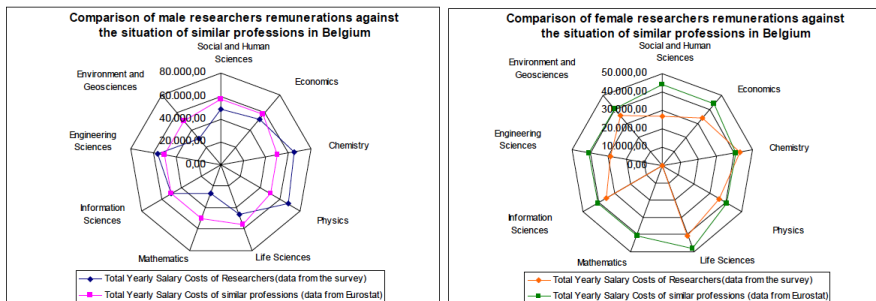 Comparison of male researchers remunerations against
the situation of similar professions in Belgium
Social and Human
Sciences
80.000,00
60.000,00
40.000,00
20.000,00
0,00
Economics
Chemistry
Physics
Life Sciences
Mathematics
Information
Sciences
Engineering
Sciences
Environment and
Geosciences
Total Yearly Salary Costs of Researchers(data from the survey)
Total Yearly Salary Costs of similar professions (data from Eurostat)
Comparison of female researchers remunerations against
the situation of similar professions in Belgium
Social and Human
Sciences
50.000,00
40.000,00
30.000,00
20.000,00
10.000,00
0,00
Economics
Chemistry
Physics
Life Sciences
Mathematics
Information
Sciences
Engineering
Sciences
Environment and
Geosciences
Total Yearly Salary Costs of Researchers(data from the survey)
Total Yearly Salary Costs of similar professions (data from Eurostat)